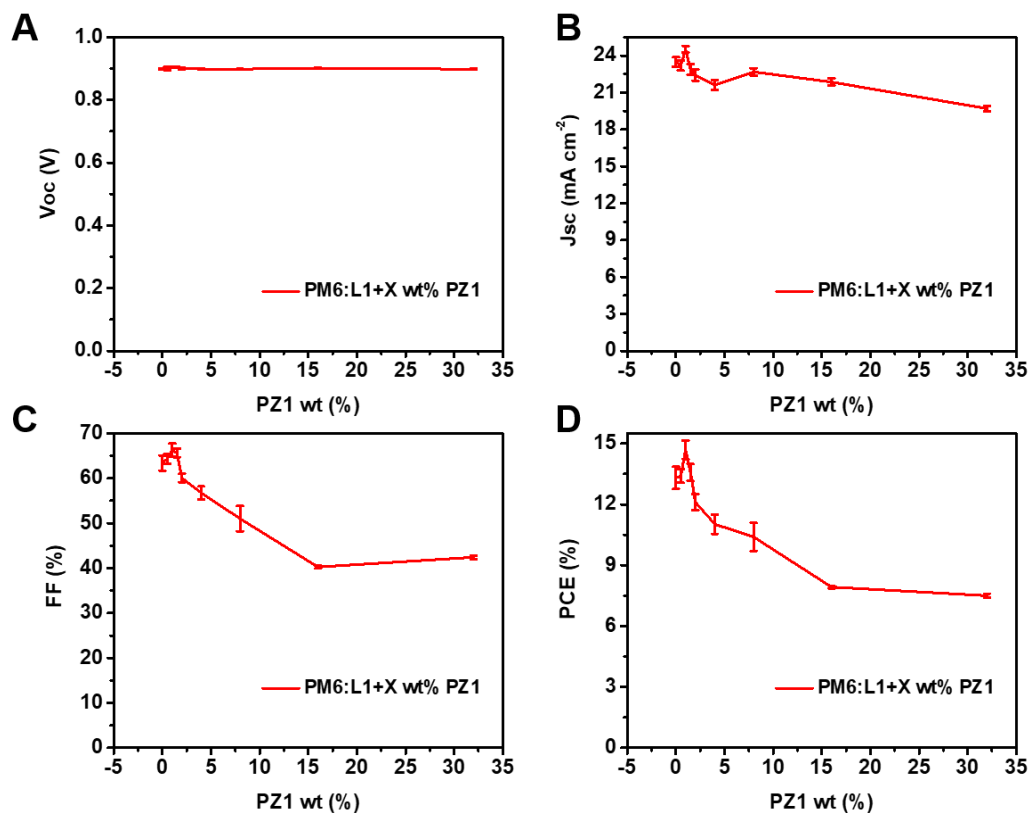 A
1.0
0.8
0.6
0.4
0.2
0.0
Voc (V)
PM6:L1+X wt% PZ1
-5 0 5 10 15 20 25 30 35
PZ1 wt (%)
B
24
21
18
15
12
9
6
3
0
Jsc (mA cm-2)
PM6:L1+X wt% PZ1
-5 0 5 10 15 20 25 30 35
PZ1 wt (%)
C
70
60
50
40
30
20
10
0
FF (%)
PM6:L1+X wt% PZ1
-5 0 5 10 15 20 25 30 35
PZ1 wt (%)
D
15
12
9
6
3
0
PCE (%)
PM6:L1+X wt% PZ1
-5 0 5 10 15 20 25 30 35
PZ1 wt (%)